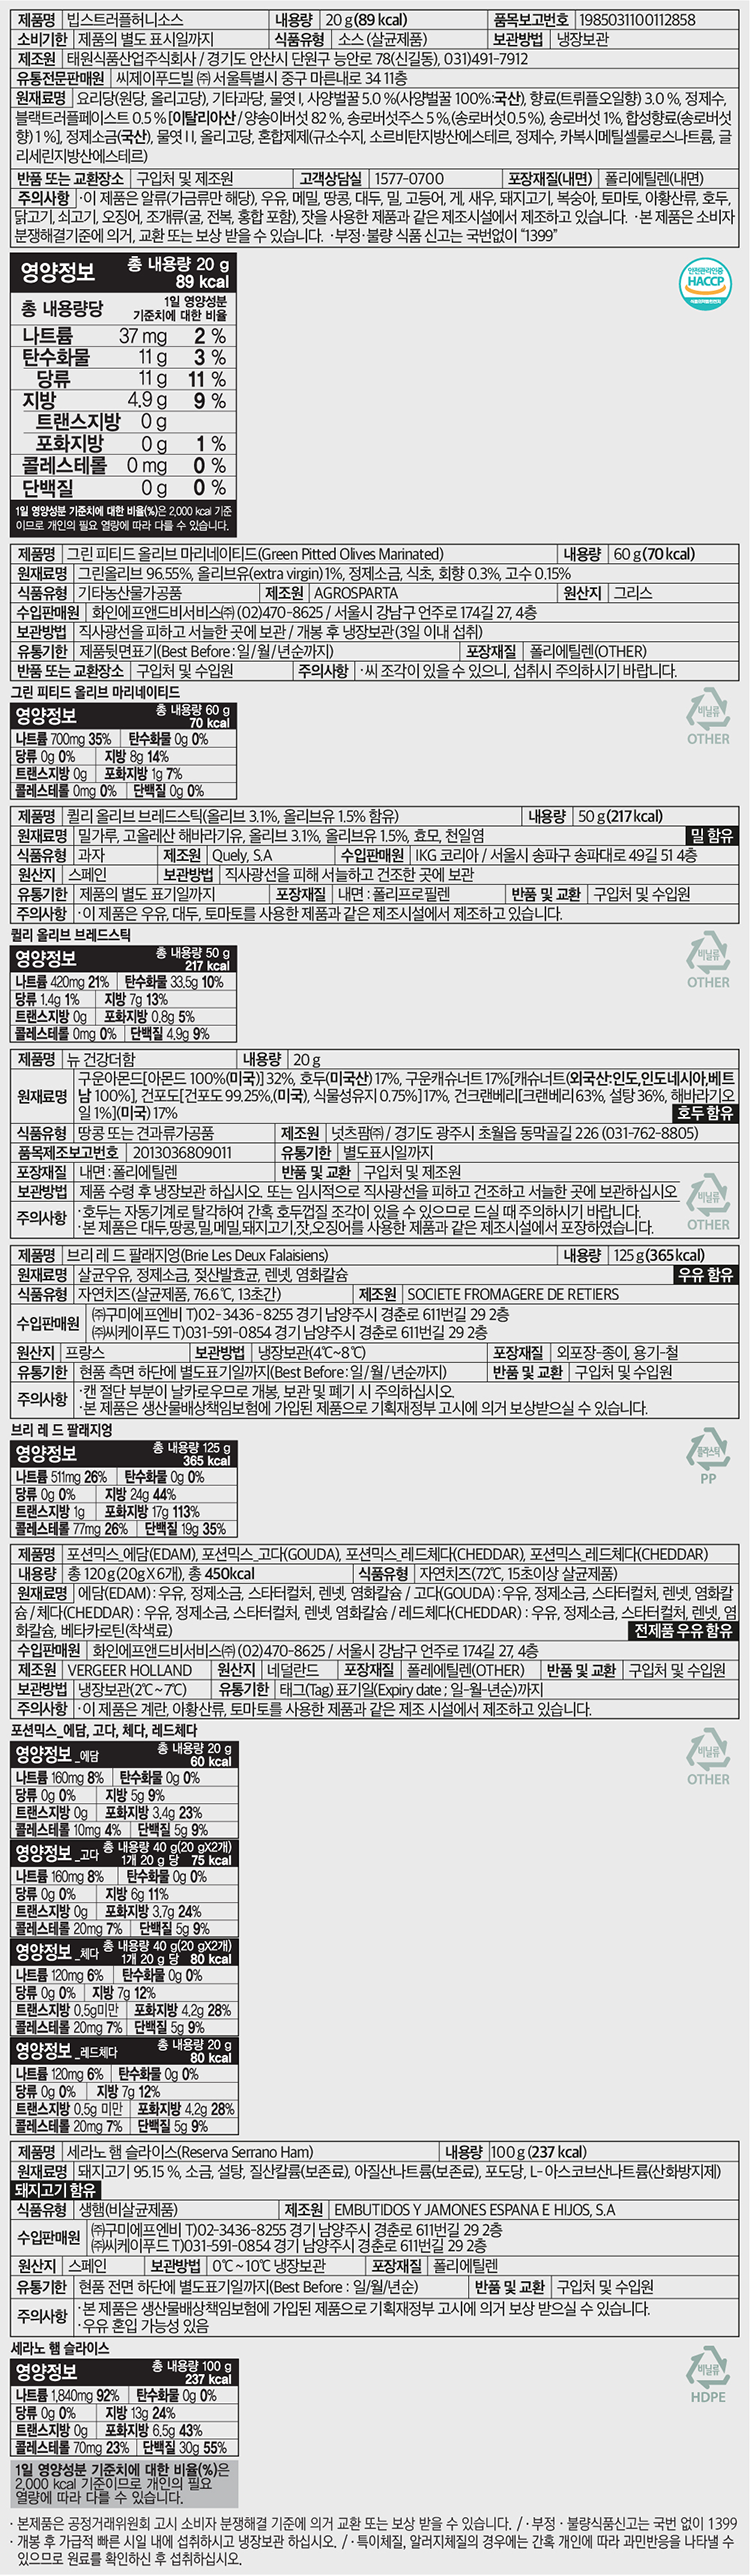 제품명 빕스트러플허니소스 내용량 20 g(89 kcal) 품목보고번호 1985031100112858
소비기한 제품의 별도 표시일까지 식품유형 소스 (살균제품) 보관방법 냉장보관
제조원 태원식품산업주식회사 / 경기도 안산시 단원구 능안로 78(신길동), 031)491-7912
유통전문판매원 씨제이푸드빌 ㈜ 서울특별시 중구 마른내로 34 11층
원재료명 요리당(원당, 올리고당), 기타과당, 물엿 I, 사양벌꿀 5.0 %(사양벌꿀 100%:국산), 향료(트뤼플오일향) 3.0 %, 정제수,
블랙트러플페이스트 0.5 % [이탈리아산 / 양송이버섯 82 %, 송로버섯주스 5 %,(송로버섯0.5%), 송로버섯 1%, 합성향료(송로버섯
향) 1 %], 정제소금(국산), 물엿 I I, 올리고당, 혼합제제(규소수지, 소르비탄지방산에스테르, 정제수, 카복시메틸셀룰로스나트륨, 글
리세린지방산에스테르)
반품 또는 교환장소 구입처 및 제조원 고객상담실 1577-0700 포장재질(내면) 폴리에틸렌(내면)
주의사항 ·이 제품은 알류(가금류만 해당), 우유, 메밀, 땅콩, 대두, 밀, 고등어, 게, 새우, 돼지고기, 복숭아, 토마토, 아황산류, 호두,
닭고기, 쇠고기, 오징어, 조개류(굴, 전복, 홍합 포함), 잣을 사용한 제품과 같은 제조시설에서 제조하고 있습니다. ·본 제품은 소비자
분쟁해결기준에 의거, 교환 또는 보상 받을 수 있습니다. ·부정·불량 식품 신고는 국번없이 “1399”
영양정보 총 내용량 20 g
89 kcal
안전관리인증
HACCP
총 내용량당 1일 영양성분
기준치에 대한 비율
나트륨 37 mg 2 %
탄수화물 11 g 3 %
당류 11 g 11 %
지방 4.9 g 9 %
트랜스지방 0 g
포화지방 0 g 1 %
콜레스테롤 0 mg 0 %
단백질 0 g 0 %
1일 영양성분 기준치에 대한 비율(%)은 2,000 kcal 기준
이므로 개인의 필요 열량에 따라 다를 수 있습니다.
제품명 그린 피티드 올리브 마리네이티드(Green Pitted Olives Marinated) 내용량 60 g(70 kcal)
원재료명 그린올리브 96.55%, 올리브유(extra virgin)1%, 정제소금, 식초, 회향 0.3%, 고수 0.15%
식품유형 기타농산물가공품 제조원 AGROSPARTA 원산지 그리스
수입판매원 화인에프앤드비서비스㈜ (02)470-8625 / 서울시 강남구 언주로 174길 27, 4층
보관방법 직사광선을 피하고 서늘한 곳에 보관 / 개봉 후 냉장보관(3일 이내 섭취)
유통기한 제품뒷면표기(Best Before : 일/월/년순까지) 포장재질 폴리에틸렌(OTHER)
반품 또는 교환장소 구입처 및 수입원 주의사항 ·씨 조각이 있을 수 있으니, 섭취시 주의하시기 바랍니다.
그린 피티드 올리브 마리네이티드
영양정보 총 내용량 60 g
70 kcal
비닐류
OTHER
나트륨 700mg 35% 탄수화물 0g 0%
당류 0g 0% 지방 8g 14%
트랜스지방 0g 포화지방 1g 7%
콜레스테롤 0mg 0% 단백질 0g 0%
제품명 퀄리 올리브 브레드스틱(올리브 3.1%, 올리브유 1.5% 함유) 내용량 50 g(217 kcal)
원재료명 밀가루, 고올레산 해바라기유, 올리브 3.1%, 올리브유 1.5%, 효모, 천일염 밀 함유
식품유형 과자 제조원 Quely, S.A 수입판매원 IKG 코리아 / 서울시 송파구 송파대로 49길 51 4층
원산지 스페인 보관방법 직사광선을 피해 서늘하고 건조한 곳에 보관
유통기한 제품의 별도 표기일까지 포장재질 내면 : 폴리프로필렌 반품 및 교환 구입처 및 수입원
주의사항 ·이 제품은 우유, 대두, 토마토를 사용한 제품과 같은 제조시설에서 제조하고 있습니다.
퀄리 올리브 브레드스틱
영양정보 총 내용량 50 g
217 kcal
비닐류
OTHER
나트륨 420mg 21% 탄수화물 33.5g 10%
당류 1.4g 1% 지방 7g 13%
트랜스지방 0g 포화지방 0.8g 5%
콜레스테롤 0mg 0% 단백질 4.9g 9%
제품명 뉴 건강더함 내용량 20 g
원재료명 구운아몬드[아몬드 100%(미국)] 32%, 호두(미국산) 17%, 구운캐슈너트 17%[캐슈너트(외국산:인도,인도네시아,베트
남 100%], 건포도[건포도 99.25%,(미국), 식물성유지 0.75%] 17%, 건크랜베리[크랜베리 63%, 설탕 36%, 해바라기오
일 1%](미국) 17% 호두 함유
식품유형 땅콩 또는 견과류가공품 제조원 넛츠팜㈜ / 경기도 광주시 초월읍 동막골길 226 (031-762-8805)
품목제조보고번호 2013036809011 유통기한 별도표시일까지
포장재질 내면 : 폴리에틸렌 반품 및 교환 구입처 및 제조원
보관방법 제품 수령 후 냉장보관 하십시오. 또는 임시적으로 직사광선을 피하고 건조하고 서늘한 곳에 보관하십시오
주의사항 ·호두는 자동기계로 탈각하여 간혹 호두껍질 조각이 있을 수 있으므로 드실 때 주의하시기 바랍니다.
·본 제품은 대두,땅콩,밀,메밀,돼지고기,잣,오징어를 사용한 제품과 같은 제조시설에서 포장하였습니다.
비닐류
OTHER
제품명 브리 레 드 팔래지엉(Brie Les Deux Falaisiens) 내용량 125 g(365 kcal)
원재료명 살균우유, 정제소금, 젖산발효균, 렌넷, 염화칼슘 우유 함유
식품유형 자연치즈(살균제품, 76.6℃, 13초간) 제조원 SOCIETE FROMAGERE DE RETIERS
수입판매원 ㈜구미에프엔비 T)02-3436-8255 경기 남양주시 경춘로 611번길 29 2층
㈜씨케이푸드 T)031-591-0854 경기 남양주시 경춘로 611번길 29 2층
원산지 프랑스 보관방법 냉장보관(4℃~8℃) 포장재질 외포장-종이, 용기-철
유통기한 현품 측면 하단에 별도표기일까지(Best Before : 일/월/년순까지) 반품 및 교환 구입처 및 수입원
주의사항 ·캔 절단 부분이 날카로우므로 개봉, 보관 및 폐기 시 주의하십시오.
·본 제품은 생산물배상책임보험에 가입된 제품으로 기획재정부 고시에 의거 보상받으실 수 있습니다.
브리 레 드 팔래지엉
영양정보 총 내용량 125 g
365 kcal
플라스틱
PP
나트륨 511mg 26% 탄수화물 0g 0%
당류 0g 0% 지방 24g 44%
트랜스지방 1g 포화지방 17g 113%
콜레스테롤 77mg 26% 단백질 19g 35%
제품명 포션믹스_에담(EDAM), 포션믹스_고다(GOUDA), 포션믹스_레드체다(CHEDDAR), 포션믹스_레드체다(CHEDDAR)
내용량 총 120 g(20g X 6개), 총 450kcal 식품유형 자연치즈(72℃, 15초이상 살균제품)
원재료명 에담(EDAM) : 우유, 정제소금, 스타터컬처, 렌넷, 염화칼슘 / 고다(GOUDA) : 우유, 정제소금, 스타터컬처, 렌넷, 염화칼
슘 / 체다(CHEDDAR) : 우유, 정제소금, 스타터컬처, 렌넷, 염화칼슘 / 레드체다(CHEDDAR) : 우유, 정제소금, 스타터컬처, 렌넷, 염
화칼슘, 베타카로틴(착색료) 전제품 우유 함유
수입판매원 화인에프앤드비서비스㈜ (02)470-8625 / 서울시 강남구 언주로 174길 27, 4층
제조원 VERGEER HOLLAND 원산지 네덜란드 포장재질 폴레에틸렌(OTHER) 반품 및 교환 구입처 및 수입원
보관방법 냉장보관(2℃~7℃) 유통기한 태그(Tag) 표기일(Expiry date ; 일-월-년순)까지
주의사항 ·이 제품은 계란, 아황산류, 토마토를 사용한 제품과 같은 제조 시설에서 제조하고 있습니다.
포션믹스_에담, 고다, 체다, 레드체다
영양정보 _에담 총 내용량 20 g
60 kcal
비닐류
OTHER
나트륨 160mg 8% 탄수화물 0g 0%
당류 0g 0% 지방 5g 9%
트랜스지방 0g 포화지방 3.4g 23%
콜레스테롤 10mg 4% 단백질 5g 9%
영양정보 _고다 총 내용량 40 g(20 gX2개)
1개 20 g 당 75 kcal
나트륨 160mg 8% 탄수화물 0g 0%
당류 0g 0% 지방 6g 11%
트랜스지방 0g 포화지방 3.7g 24%
콜레스테롤 20mg 7% 단백질 5g 9%
영양정보 _체다 총 내용량 40 g(20 gX2개)
1개 20 g 당 80 kcal
나트륨 120mg 6% 탄수화물 0g 0%
당류 0g 0% 지방 7g 12%
트랜스지방 0.5g미만 포화지방 4.2g 28%
콜레스테롤 20mg 7% 단백질 5g 9%
영양정보 _레드체다 총 내용량 20 g
80 kcal
나트륨 120mg 6% 탄수화물 0g 0%
당류 0g 0% 지방 7g 12%
트랜스지방 0.5g 미만 포화지방 4.2g 28%
콜레스테롤 20mg 7% 단백질 5g 9%
제품명 세라노 햄 슬라이스(Reserva Serrano Ham) 내용량 100 g(237 kcal)
원재료명 돼지고기 95.15 %, 소금, 설탕, 질산칼륨(보존료), 아질산나트륨(보존료), 포도당, L-아스코브산나트륨(산화방지제)
돼지고기 함유
식품유형 생햄(비살균제품) 제조원 EMBUTIDOS Y JAMONES ESPANA E HIJOS, S.A
수입판매원 ㈜구미에프엔비 T)02-3436-8255 경기 남양주시 경춘로 611번길 29 2층
㈜씨케이푸드 T)031-591-0854 경기 남양주시 경춘로 611번길 29 2층
원산지 스페인 보관방법 0℃~10℃ 냉장보관 포장재질 폴리에틸렌
유통기한 현품 전면 하단에 별도표기일까지(Best Before : 일/월/년순) 반품 및 교환 구입처 및 수입원
주의사항 ·본 제품은 생산물배상책임보험에 가입된 제품으로 기획재정부 고시에 의거 보상 받으실 수 있습니다.
·우유 혼입 가능성 있음
세라노 햄 슬라이스
영양정보 총 내용량 100 g
237 kcal
비닐류
HDPE
나트륨 1,840mg 92% 탄수화물 0g 0%
당류 0g 0% 지방 13g 24%
트랜스지방 0g 포화지방 6.5g 43%
콜레스테롤 70mg 23% 단백질 30g 55%
1일 영양성분 기준치에 대한 비율(%)은
2,000 kcal 기준이므로 개인의 필요
열량에 따라 다를 수 있습니다.
· 본제품은 공정거래위원회 고시 소비자 분쟁해결 기준에 의거 교환 또는 보상 받을 수 있습니다. / · 부정 · 불량식품신고는 국번 없이 1399
· 개봉 후 가급적 빠른 시일 내에 섭취하시고 냉장보관 하십시오. / · 특이체질, 알러지체질의 경우에는 간혹 개인에 따라 과민반응을 나타낼 수
있으므로 원료를 확인하신 후 섭취하십시오.